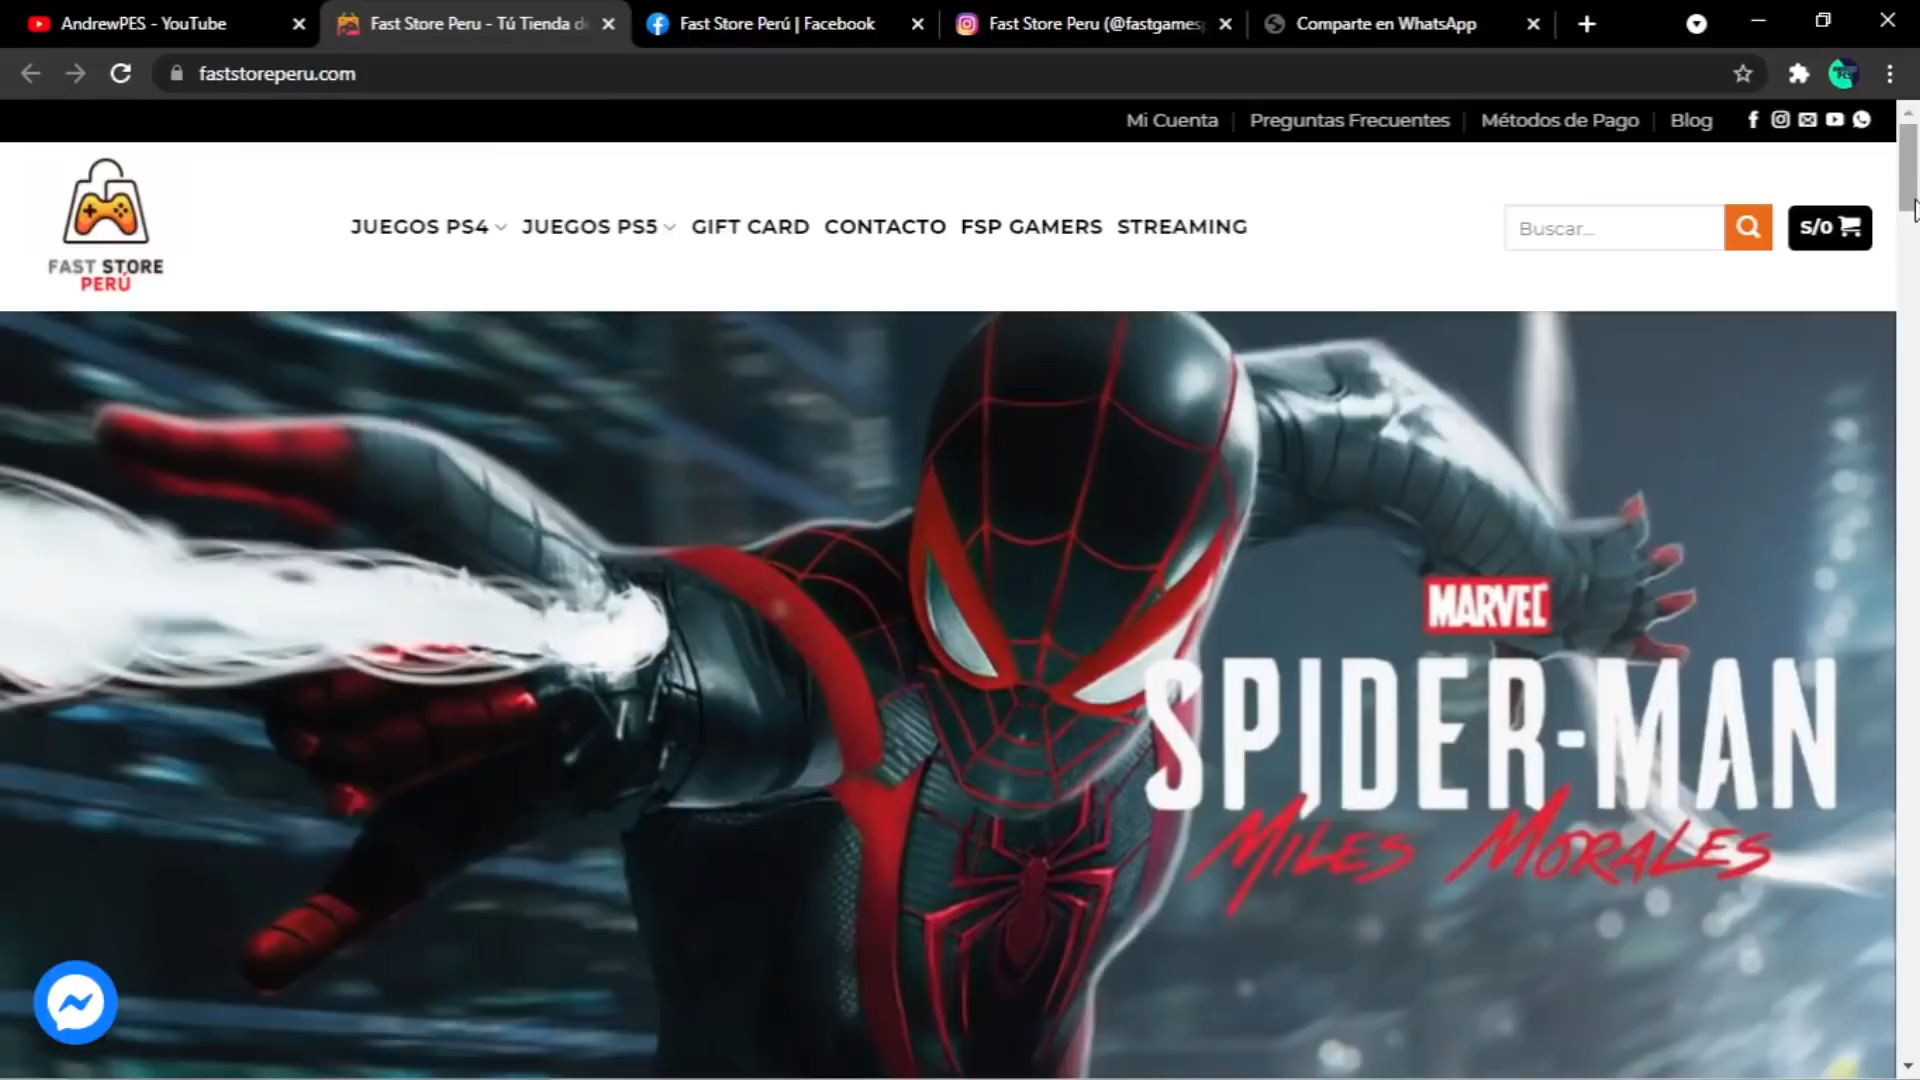 AndrewPES - YouTube
Fast Store Peru - Tú Tienda de
Fast Store Perú | Facebook
Fast Store Peru (@fastgamesp
Comparte en WhatsApp
faststoreperu.com
Mi Cuenta
Preguntas Frecuentes
Métodos de Pago
Blog
FAST STORE
PERÚ
JUEGOS PS4
JUEGOS PS5
GIFT CARD
CONTACTO
FSP GAMERS
STREAMING
Buscar...
S/0
MARVEL
SPIDER-MAN
MILES MORALES